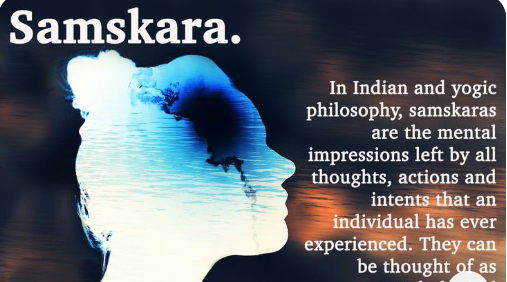 Samskara.
In Indian and yogic
philosophy, samskaras
are the mental
impressions left by all
thoughts, actions and
intents that an
individual has ever
experienced. They can
be thought of as